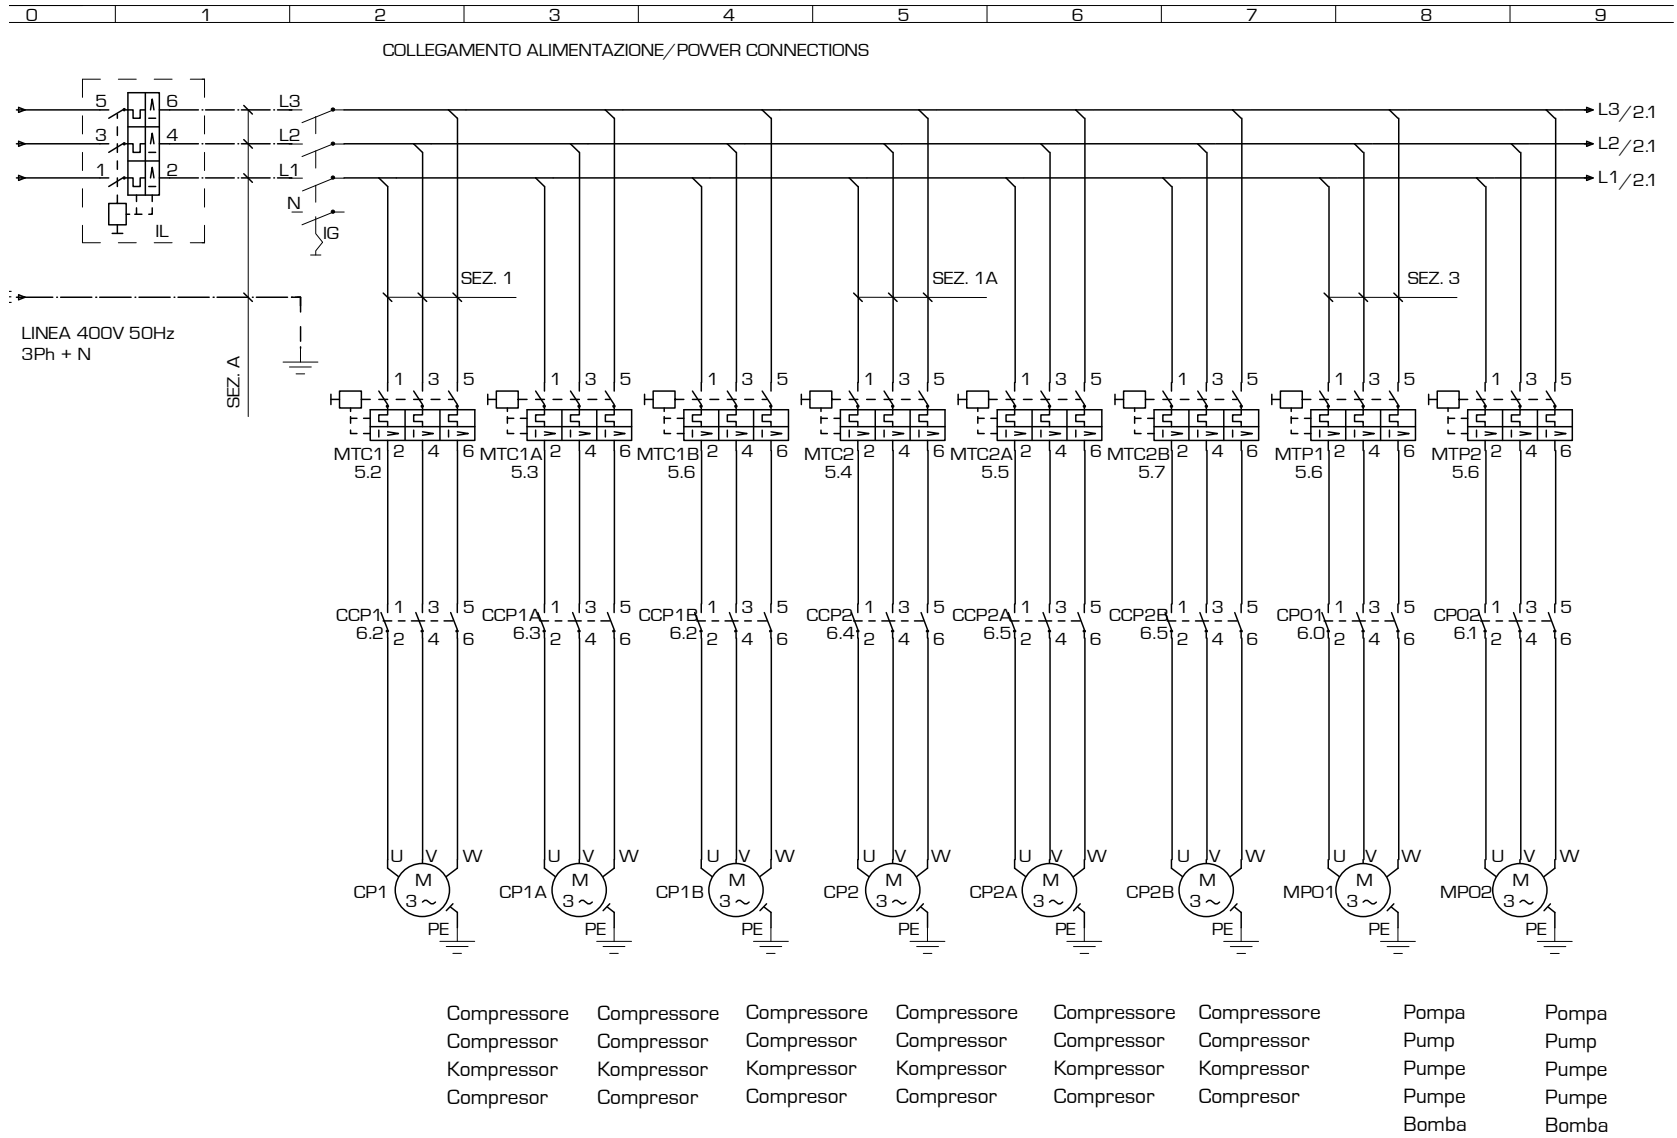 0 1 2 3 4 5 6 7 8 9
COLLEGAMENTO ALIMENTAZIONE/POWER CONNECTIONS
5 6 L3 L3/2.1
3 4 L2 L2/2.1
1 2 L1 L1/2.1
N
IL IG
SEZ. 1 SEZ. 1A SEZ. 3
LINEA 400V 50Hz
3Ph + N
SEZ. A
1 3 5 1 3 5 1 3 5 1 3 5 1 3 5 1 3 5 1 3 5 1 3 5
MTC1 2 4 6 MTC1A 2 4 6 MTC1B 2 4 6 MTC2 2 4 6 MTC2A 2 4 6 MTC2B 2 4 6 MTP1 2 4 6 MTP2 2 4 6
5.2 5.3 5.6 5.4 5.5 5.7 5.6 5.6
CCP1 1 3 5 CCP1A 1 3 5 CCP1B 1 3 5 CCP2 1 3 5 CCP2A 1 3 5 CCP2B 1 3 5 CPO1 1 3 5 CPO2 1 3 5
6.2 2 4 6 6.3 2 4 6 6.2 2 4 6 6.4 2 4 6 6.5 2 4 6 6.5 2 4 6 6.0 2 4 6 6.1 2 4 6
U V W U V W U V W U V W U V W U V W U V W U V W
M M M M M M M M
CP1 3 ~ CP1A 3 ~ CP1B 3 ~ CP2 3 ~ CP2A 3 ~ CP2B 3 ~ MPO1 3 ~ MPO2 3 ~
PE PE PE PE PE PE PE PE
Compressore Compressore Compressore Compressore Compressore Compressore Pompa Pompa
Compressor Compressor Compressor Compressor Compressor Compressor Pump Pump
Kompressor Kompressor Kompressor Kompressor Kompressor Kompressor Pumpe Pumpe
Compresor Compresor Compresor Compresor Compresor Compresor Pumpe Pumpe
Bomba Bomba